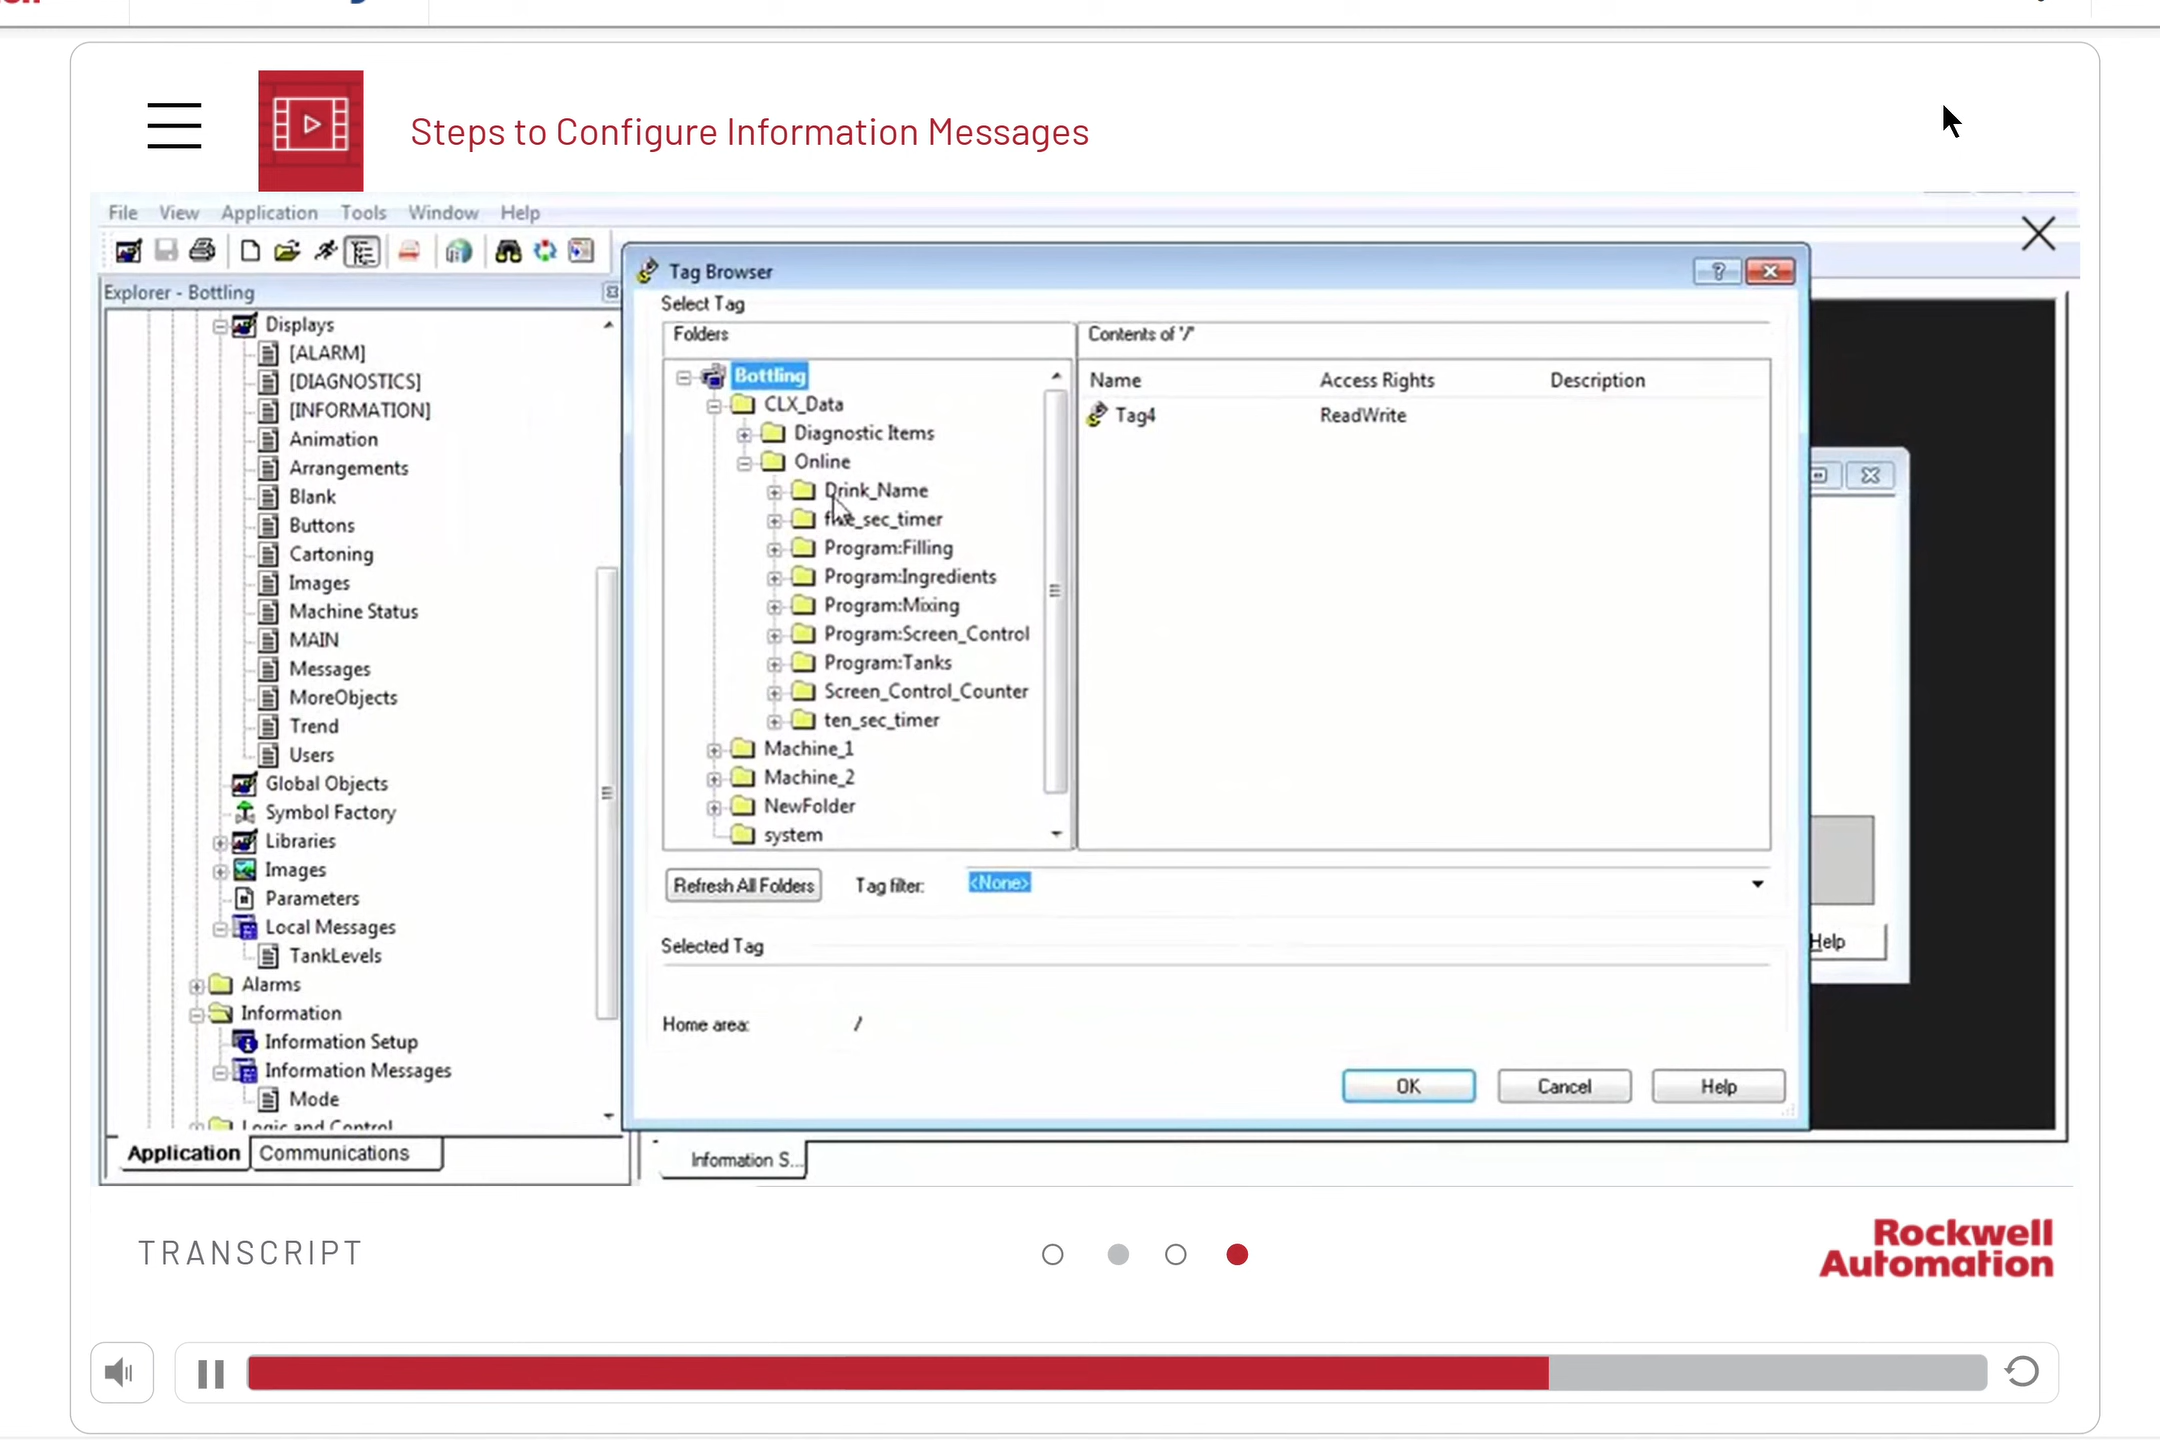 Steps to Configure Information Messages
File View Application Tools Window Help
Explorer - Bottling
Displays
[ALARM]
[DIAGNOSTICS]
[INFORMATION]
Animation
Arrangements
Blank
Buttons
Cartoning
Images
Machine Status
MAIN
Messages
MoreObjects
Trend
Users
Global Objects
Symbol Factory
Libraries
Images
Parameters
Local Messages
TankLevels
Alarms
Information
Information Setup
Information Messages
Mode
Logic and Control
Application Communications
Tag Browser
Select Tag
Folders
Bottling
CLX_Data
Diagnostic Items
Online
Drink_Name
five_sec_timer
Program:Filling
Program:Ingredients
Program:Mixing
Program:Screen_Control
Program:Tanks
Screen_Control_Counter
ten_sec_timer
Machine_1
Machine_2
NewFolder
system
Contents of '/'
Name Access Rights Description
Tag4 ReadWrite
Refresh All Folders Tag filter: <None>
Selected Tag
Home area: /
OK Cancel Help
Help
Information S...
TRANSCRIPT
Rockwell
Automation